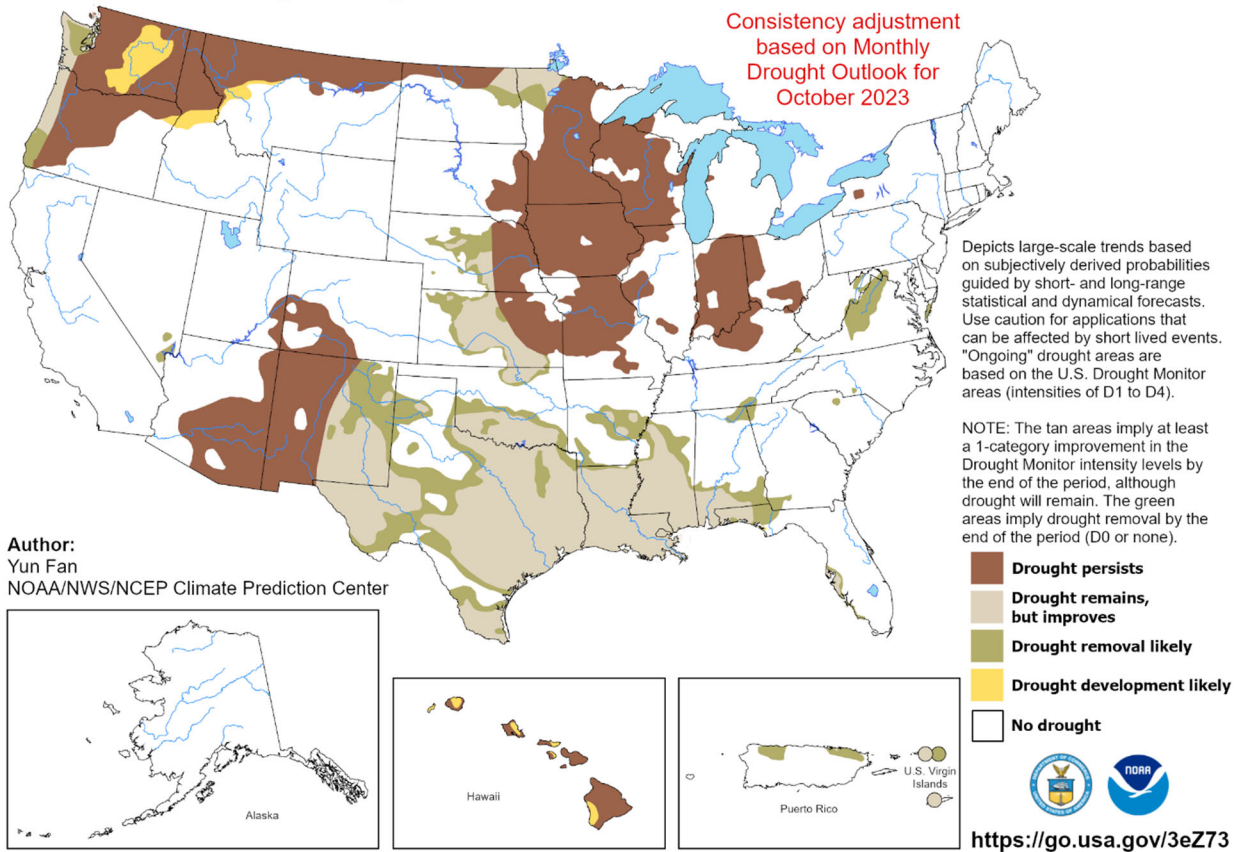 Consistency adjustment
based on Monthly
Drought Outlook for
October 2023
Depicts large-scale trends based
on subjectively derived probabilities
guided by short- and long-range
statistical and dynamical forecasts.
Use caution for applications that
can be affected by short lived events.
"Ongoing" drought areas are
based on the U.S. Drought Monitor
areas (intensities of D1 to D4).
NOTE: The tan areas imply at least
a 1-category improvement in the
Drought Monitor intensity levels by
the end of the period, although
drought will remain. The green
areas imply drought removal by the
end of the period (D0 or none).
Author:
Yun Fan
NOAA/NWS/NCEP Climate Prediction Center
Drought persists
Drought remains,
but improves
Drought removal likely
Drought development likely
No drought
Alaska
Hawaii
Puerto Rico
U.S. Virgin
Islands
NOAA
https://go.usa.gov/3eZ73